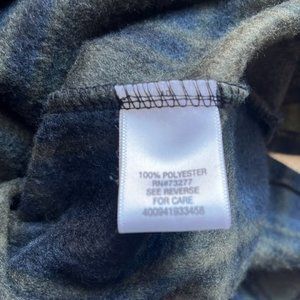 100% POLYESTER
RN#73277
SEE REVERSE
FOR CARE
400941933458